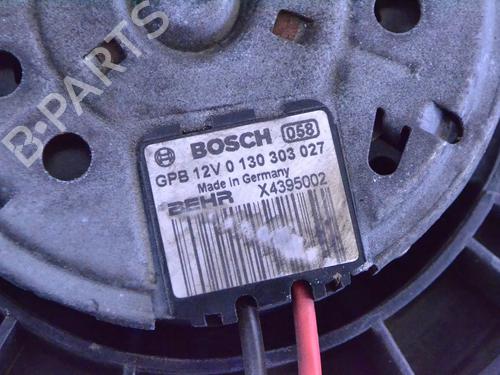 B-PARTS
BOSCH 058
GPB 12V 0 130 303 027
Made in Germany
BEHR X4395002